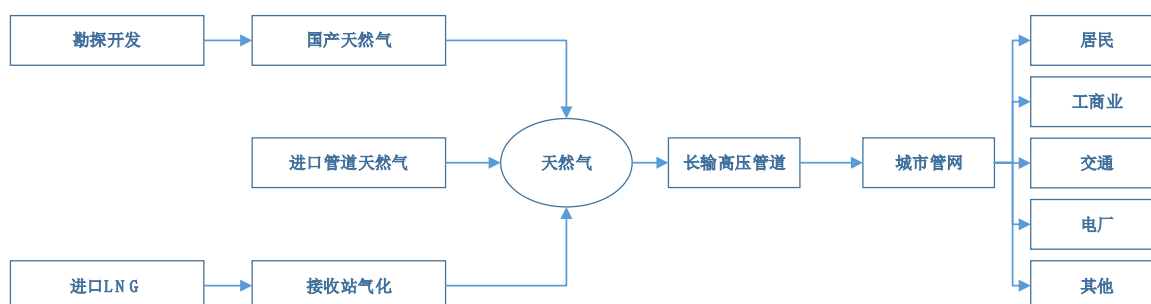 勘探开发
国产天然气
居民
工商业
进口管道天然气
天然气
长输高压管道
城市管网
交通
电厂
进口LNG
接收站气化
其他